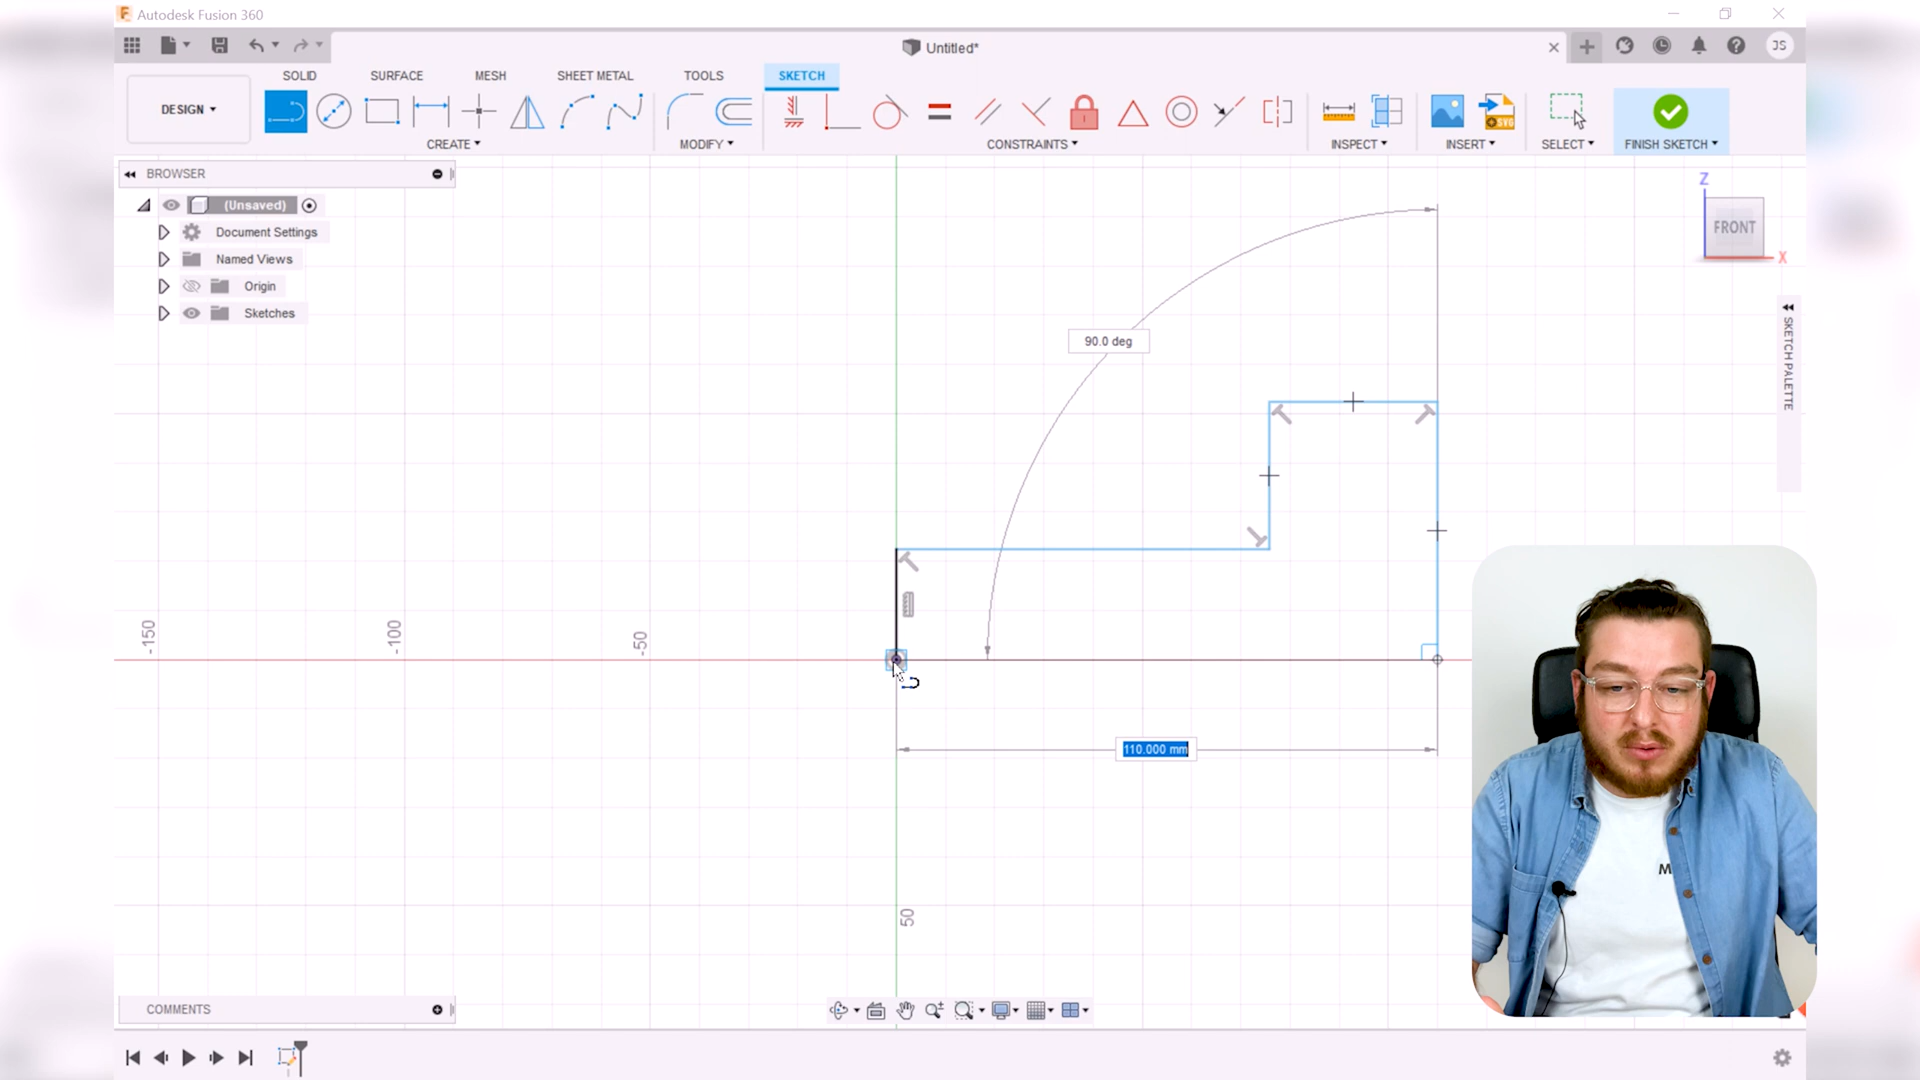 Autodesk Fusion 360
Untitled*
JS
DESIGN
SOLID
SURFACE
MESH
SHEET METAL
TOOLS
SKETCH
CREATE
MODIFY
CONSTRAINTS
INSPECT
INSERT
SELECT
FINISH SKETCH
SVG
BROWSER
(Unsaved)
Document Settings
Named Views
Origin
Sketches
Z
FRONT
X
SKETCH PALETTE
90.0 deg
-150
-100
-50
110.000 mm
50
M
COMMENTS